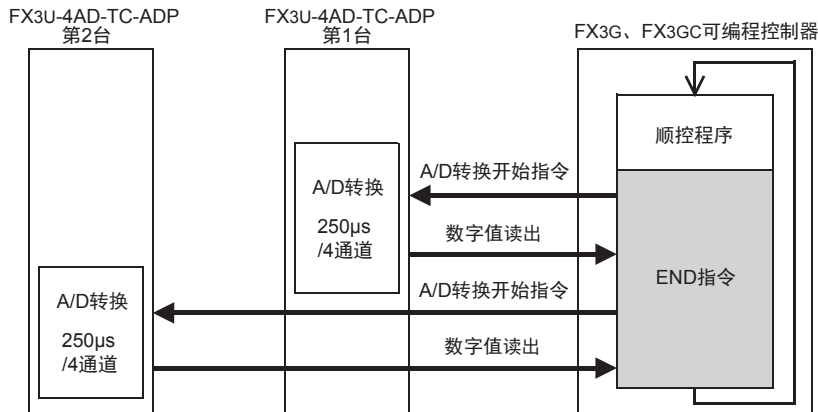 FX3U-4AD-TC-ADP
第2台
FX3U-4AD-TC-ADP
第1台
FX3G、FX3GC可编程控制器
顺控程序
A/D转换开始指令
A/D转换
250μs
/4通道
数字值读出
END指令
A/D转换开始指令
A/D转换
250μs
/4通道
数字值读出